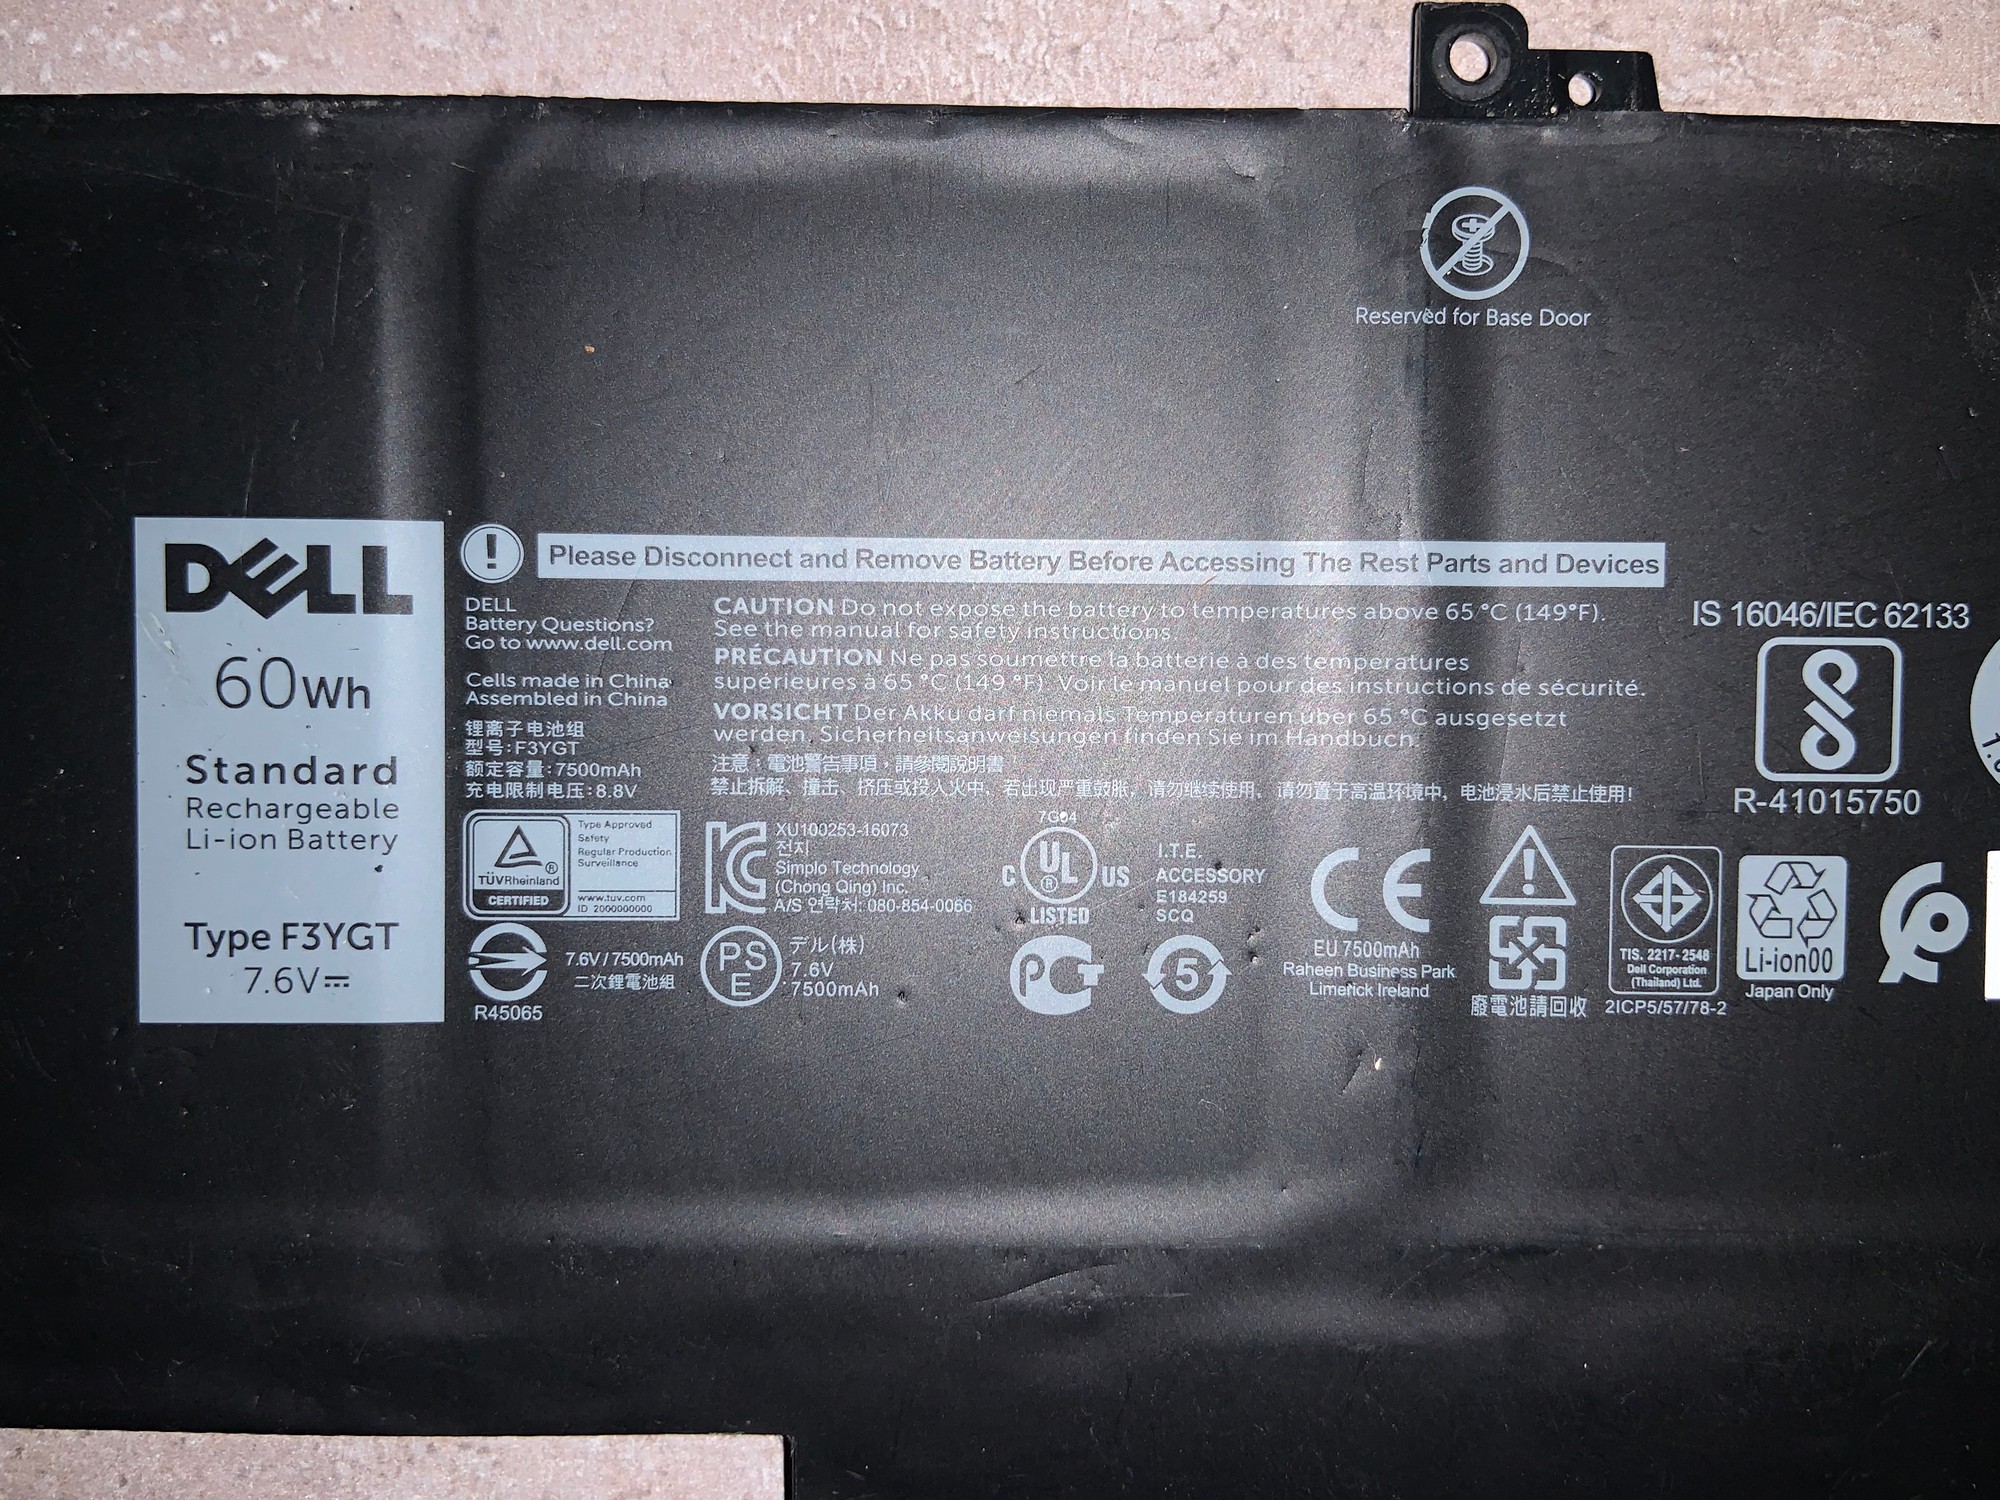 Reserved for Base Door
DELL
60Wh
Standard
Rechargeable
Li-ion Battery
Type F3YGT
7.6V
! Please Disconnect and Remove Battery Before Accessing The Rest Parts and Devices
DELL
Battery Questions?
Go to www.dell.com
Cells made in China
Assembled in China
锂离子电池组
型号:F3YGT
额定容量:7500mAh
充电限制电压:8.8V
CAUTION Do not expose the battery to temperatures above 65 °C (149°F).
See the manual for safety instructions.
PRÉCAUTION Ne pas soumettre la batterie à des temperatures
supérieures à 65 °C (149 °F). Voir le manuel pour des instructions de sécurité.
VORSICHT Der Akku darf niemals Temperaturen über 65 °C ausgesetzt
werden. Sicherheitsanweisungen finden Sie im Handbuch.
注意：電池警告事項，請參閱說明書
禁止拆解、撞击、挤压或投入火中，若出现严重鼓胀，请勿继续使用，请勿置于高温环境中，电池浸水后禁止使用!
IS 16046/IEC 62133
R-41015750
TÜVRheinland
CERTIFIED
Type Approved
Safety
Regular Production
Surveillance
www.tuv.com
ID 2000000000
XU100253-16073
전지
Simplo Technology
(Chong Qing) Inc.
A/S 연락처: 080-854-0066
7G04
C UL US
®
LISTED
I.T.E.
ACCESSORY
E184259
SCQ
CE
EU 7500mAh
Raheen Business Park
Limerick Ireland
R45065
7.6V/7500mAh
二次鋰電池組
PS
E
デル(株)
7.6V
7500mAh
5
廢電池請回收
TIS. 2217-2548
Dell Corporation
(Thailand) Ltd.
2ICP5/57/78-2
Li-ion00
Japan Only